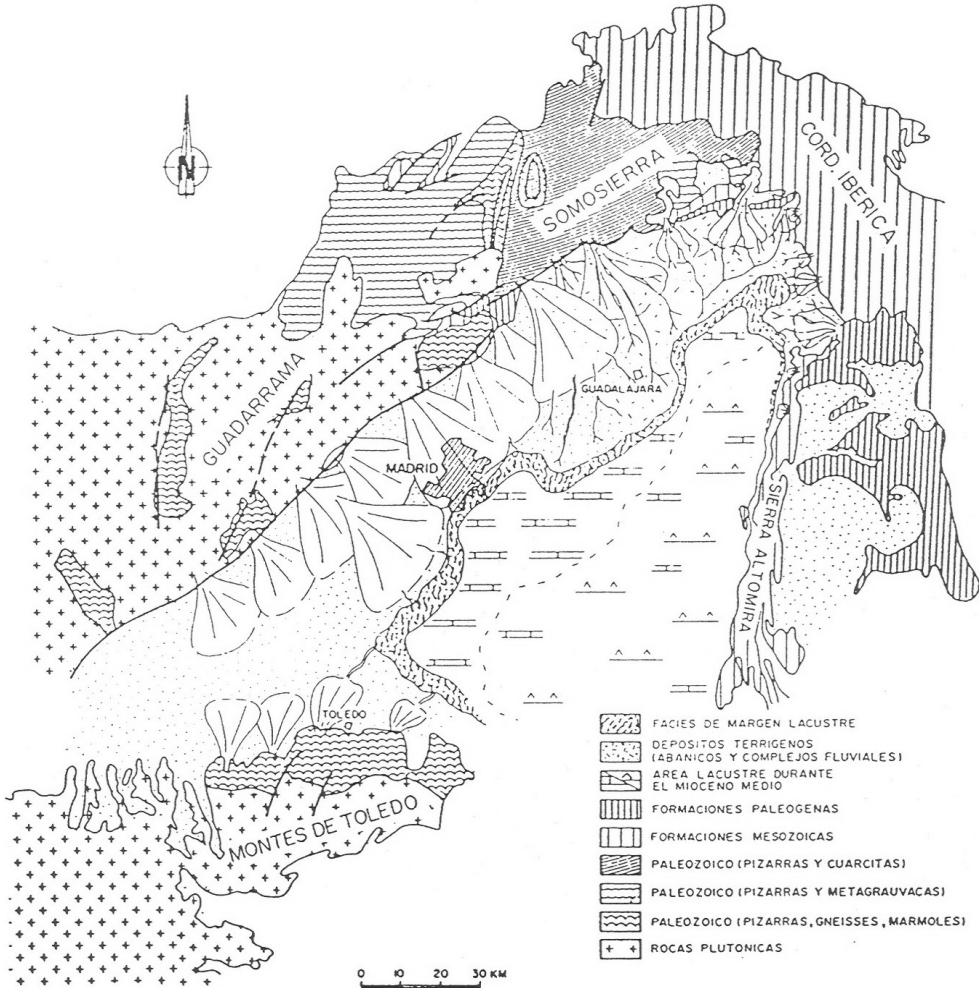 N
CORD. IBERICA
SOMOSIERRA
GUADARRAMA
GUADALAJARA
MADRID
SIERRA ALTOMIRA
TOLEDO
MONTES DE TOLEDO
FACIES DE MARGEN LACUSTRE
DEPOSITOS TERRIGENOS
(ABANICOS Y COMPLEJOS FLUVIALES)
AREA LACUSTRE DURANTE
EL MIOCENO MEDIO
FORMACIONES PALEOGENAS
FORMACIONES MESOZOICAS
PALEOZOICO (PIZARRAS Y CUARCITAS)
PALEOZOICO (PIZARRAS Y METAGRAUVACAS)
PALEOZOICO (PIZARRAS, GNEISSES, MARMOLES)
ROCAS PLUTONICAS
0 10 20 30 KM